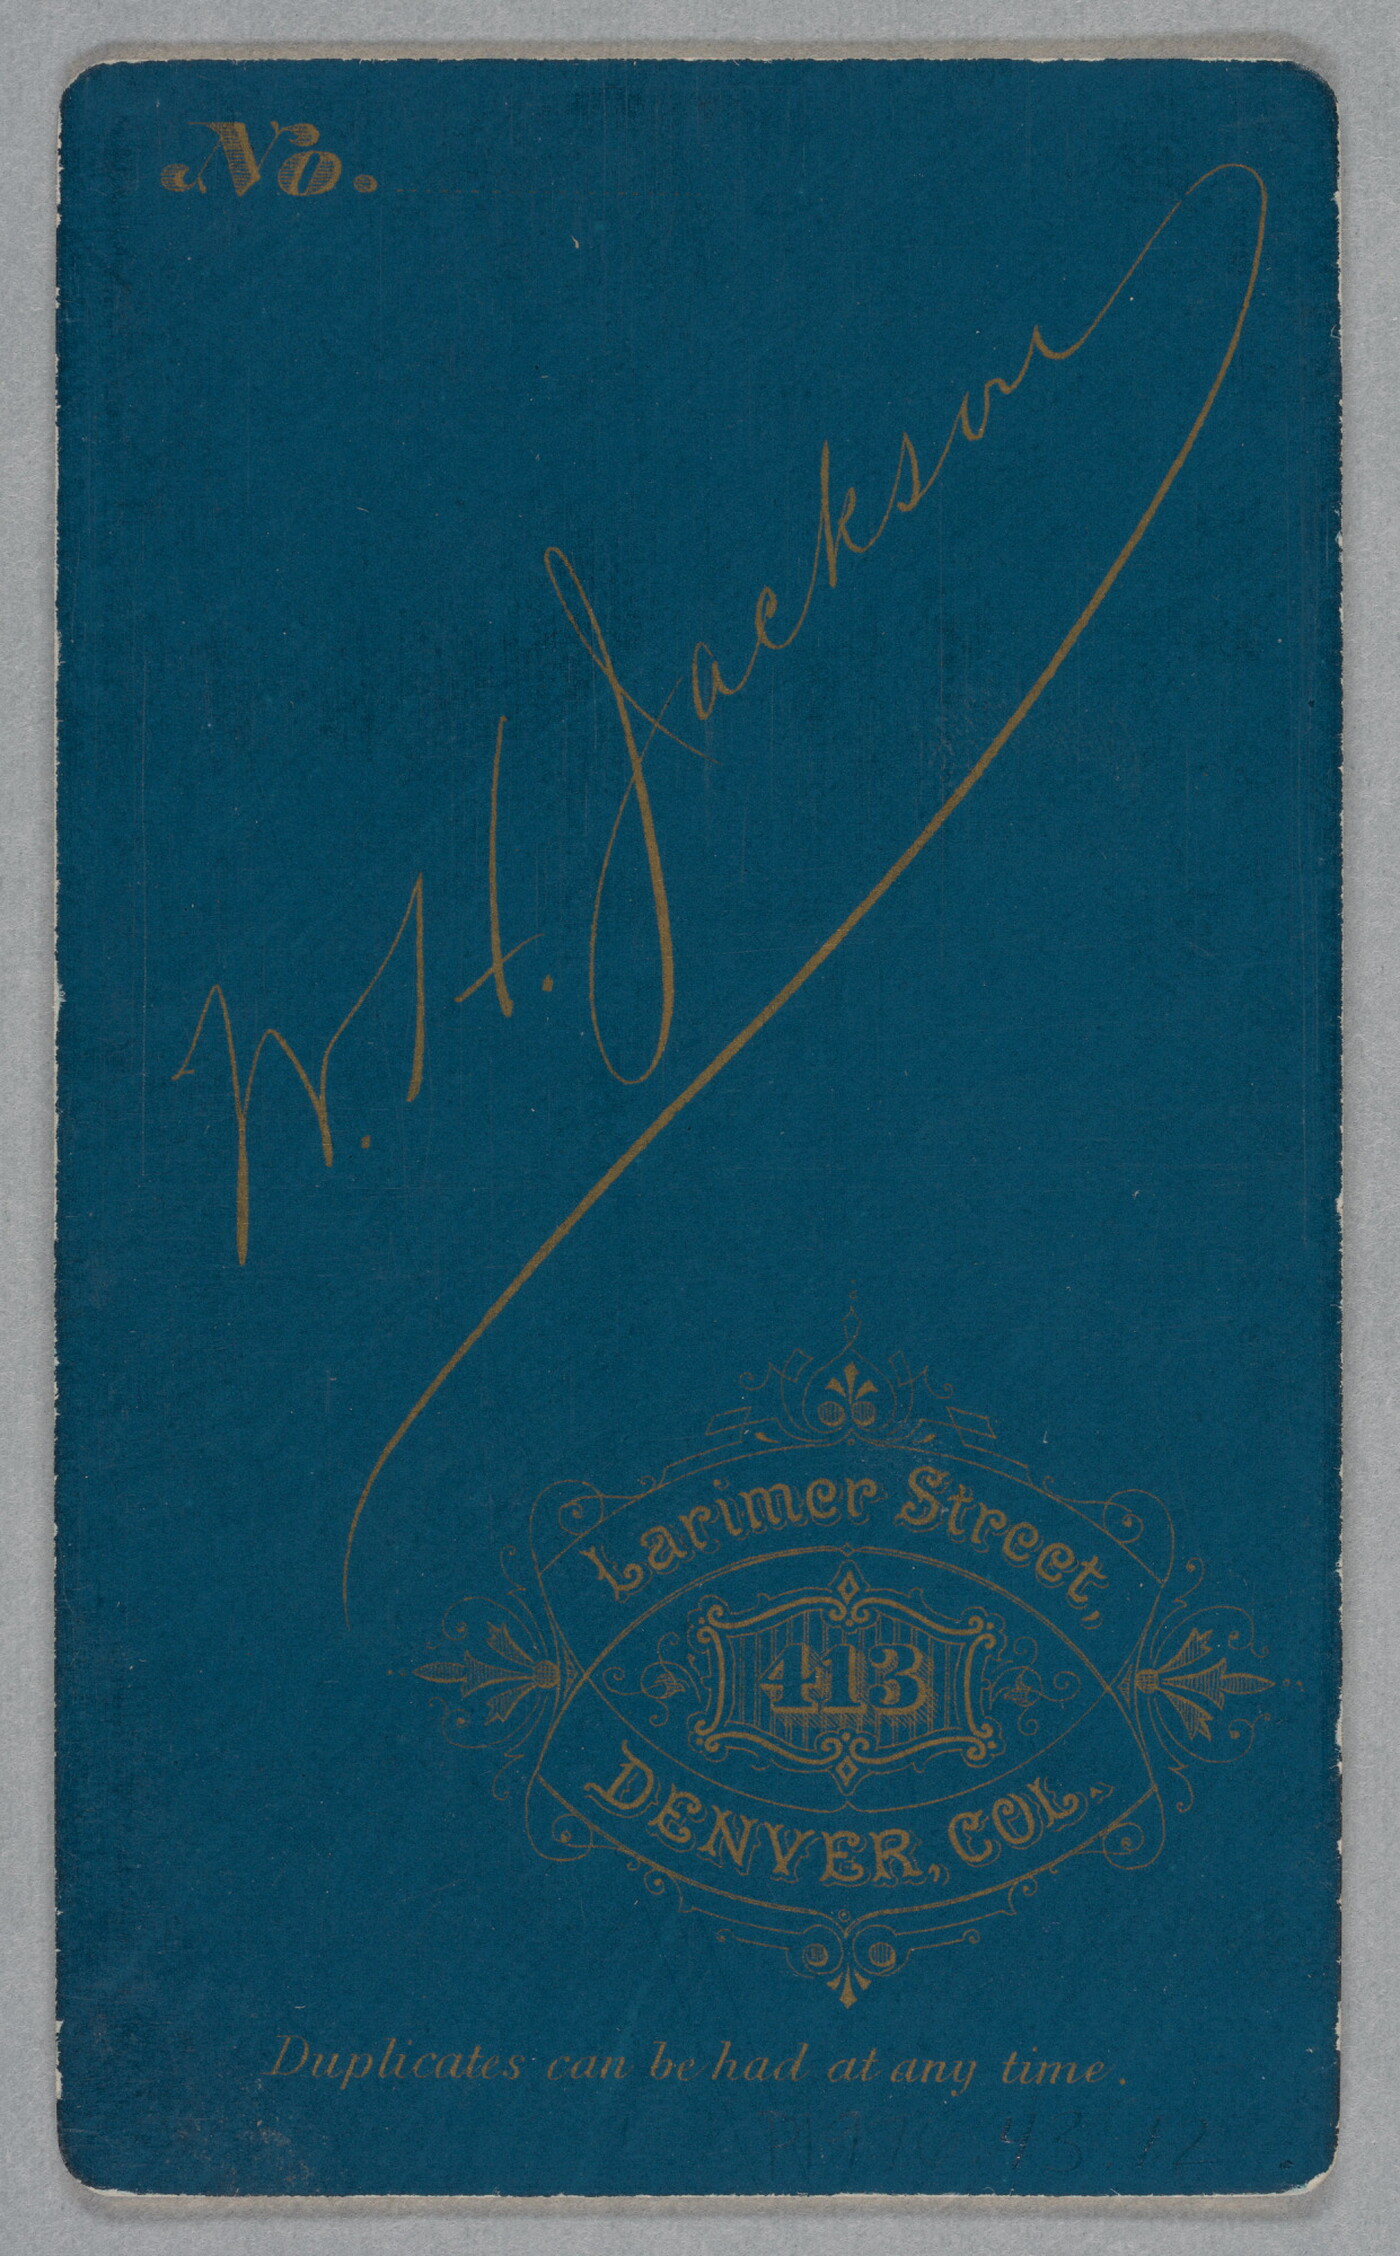 No.
W. H. Jackson
Larimer Street,
413
DENVER, COL.
Duplicates can be had at any time.